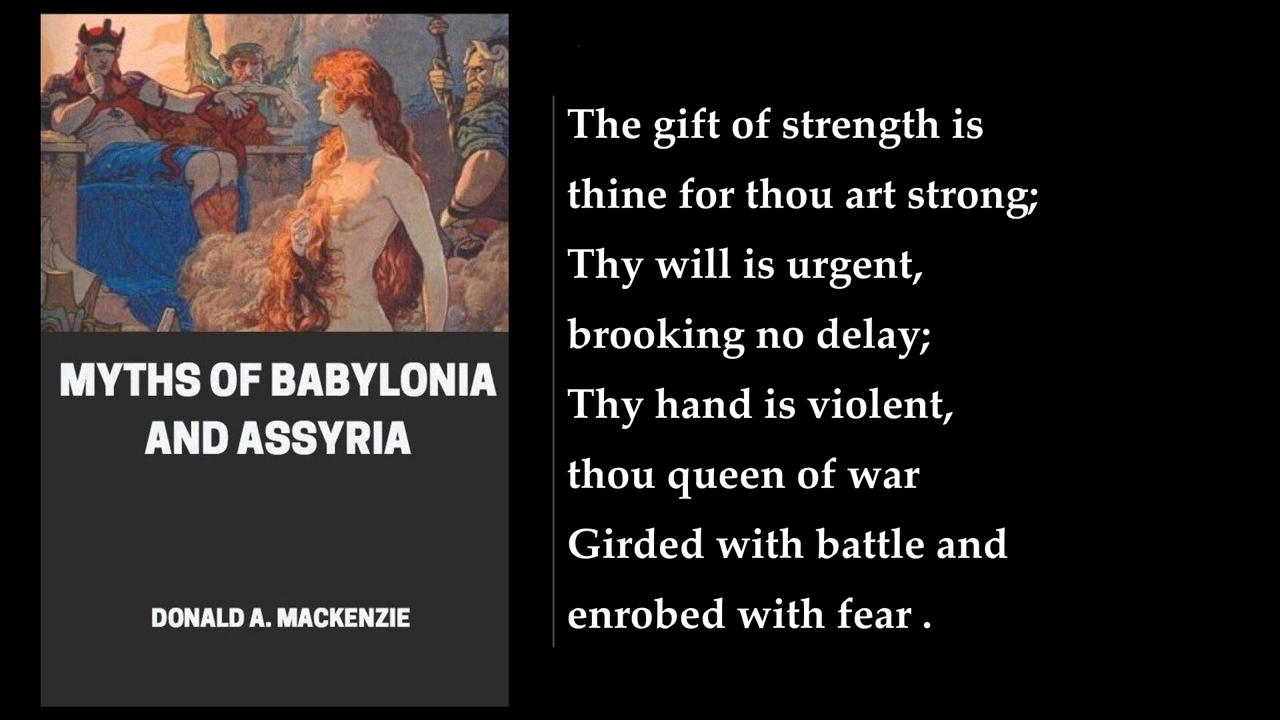 MYTHS OF BABYLONIA
AND ASSYRIA
DONALD A. MACKENZIE
The gift of strength is
thine for thou art strong;
Thy will is urgent,
brooking no delay;
Thy hand is violent,
thou queen of war
Girded with battle and
enrobed with fear .